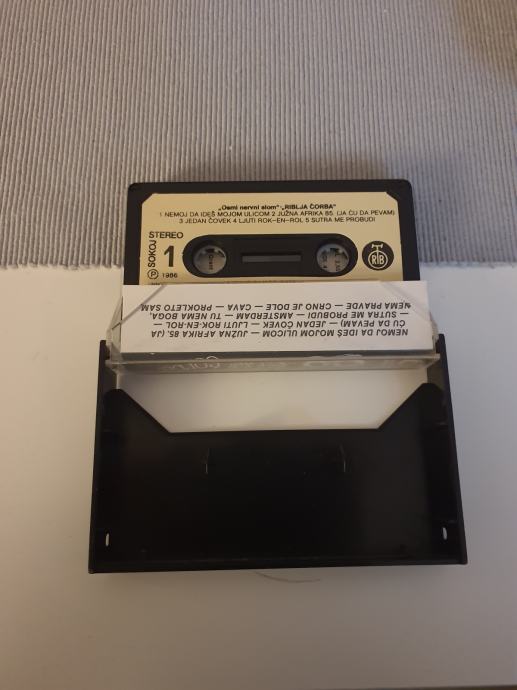 „Osmi nervni slom"-„RIBLJA ČORBA"
1 NEMOJ DA IDEŠ MOJOM ULICOM 2 JUŽNA AFRIKA 85. (JA ĆU DA PEVAM)
3 JEDAN ČOVEK 4 LJUTI ROK-EN-ROL 5 SUTRA ME PROBUDI
STEREO
SOKOJ
1
RTB
P 1986
NEMOJ DA IDEŠ MOJOM ULICOM — JUŽNA AFRIKA 85. (JA
ĆU DA PEVAM) — JEDAN ČOVEK — LJUTI ROK-EN-ROL —
— SUTRA ME PROBUDI — AMSTERDAM — TU NEMA BOGA,
NEMA PRAVDE — CRNO JE DOLE — CAVA — PROKLETO SAM